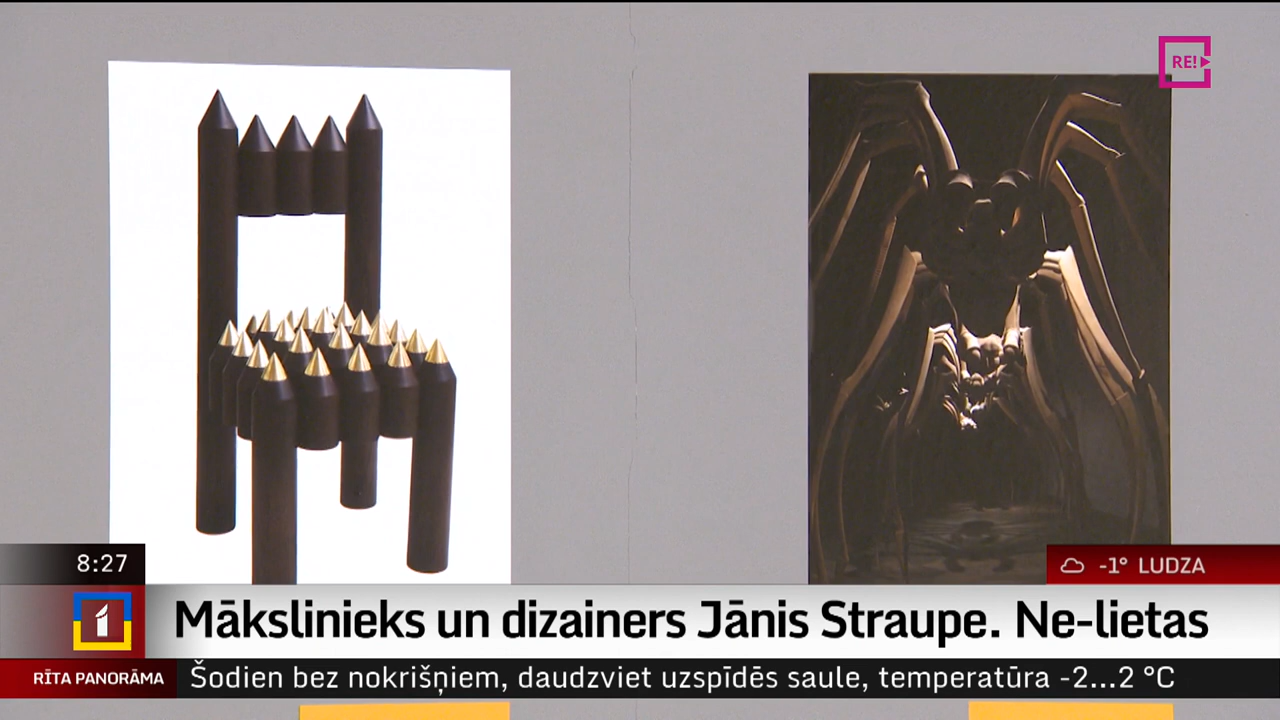 RE!
8:27
-1° LUDZA
1
Mākslinieks un dizainers Jānis Straupe. Ne-lietas
RĪTA PANORĀMA
Šodien bez nokrišņiem, daudzviet uzspīdēs saule, temperatūra -2...2 °C